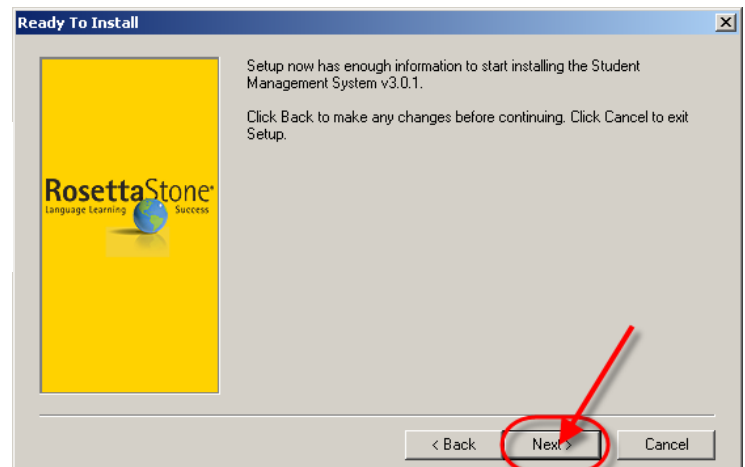 Ready To Install
Setup now has enough information to start installing the Student
Management System v3.0.1.
Click Back to make any changes before continuing. Click Cancel to exit
Setup.
RosettaStone®
Language Learning Success
< Back Next > Cancel